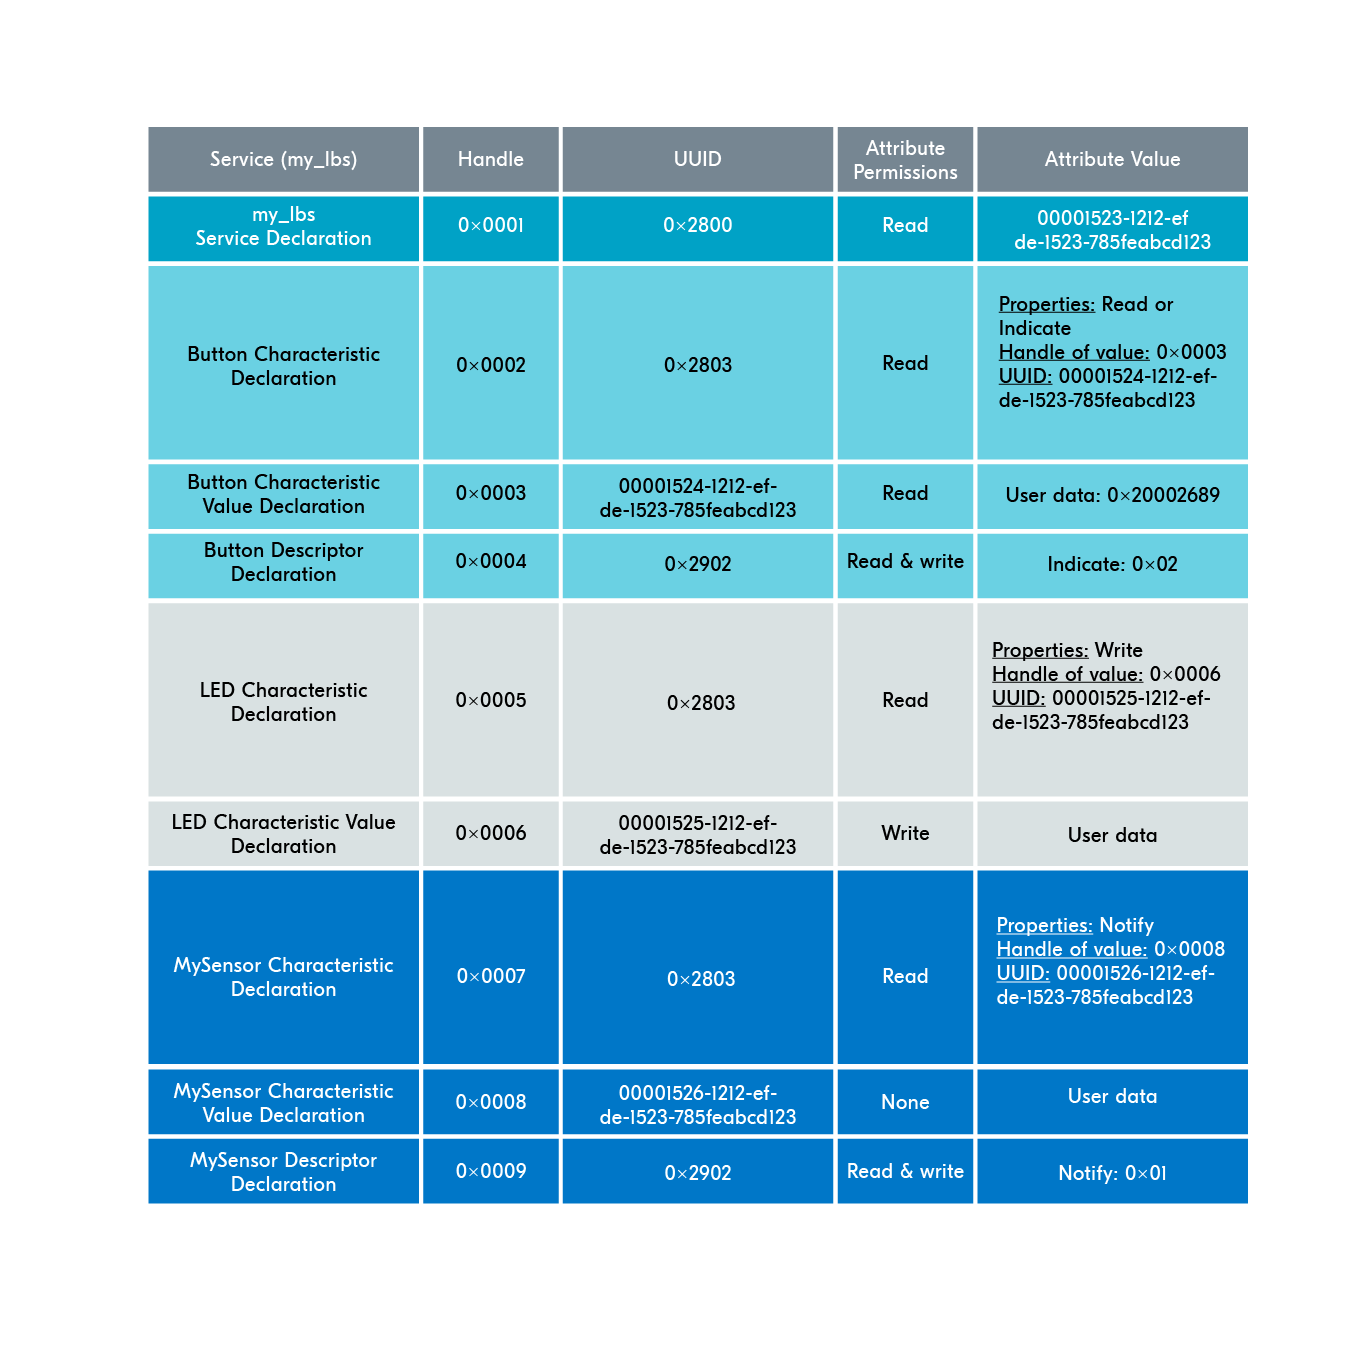 Service (my_lbs)
Handle
UUID
Attribute
Permissions
Attribute Value
my_lbs
Service Declaration
0×0001
0×2800
Read
00001523-1212-ef
de-1523-785feabcd123
Button Characteristic
Declaration
0×0002
0×2803
Read
Properties: Read or
Indicate
Handle of value: 0×0003
UUID: 00001524-1212-ef-
de-1523-785feabcd123
Button Characteristic
Value Declaration
0×0003
00001524-1212-ef-
de-1523-785feabcd123
Read
User data: 0×20002689
Button Descriptor
Declaration
0×0004
0×2902
Read & write
Indicate: 0×02
LED Characteristic
Declaration
0×0005
0×2803
Read
Properties: Write
Handle of value: 0×0006
UUID: 00001525-1212-ef-
de-1523-785feabcd123
LED Characteristic Value
Declaration
0×0006
00001525-1212-ef-
de-1523-785feabcd123
Write
User data
MySensor Characteristic
Declaration
0×0007
0×2803
Read
Properties: Notify
Handle of value: 0×0008
UUID: 00001526-1212-ef-
de-1523-785feabcd123
MySensor Characteristic
Value Declaration
0×0008
00001526-1212-ef-
de-1523-785feabcd123
None
User data
MySensor Descriptor
Declaration
0×0009
0×2902
Read & write
Notify: 0×01